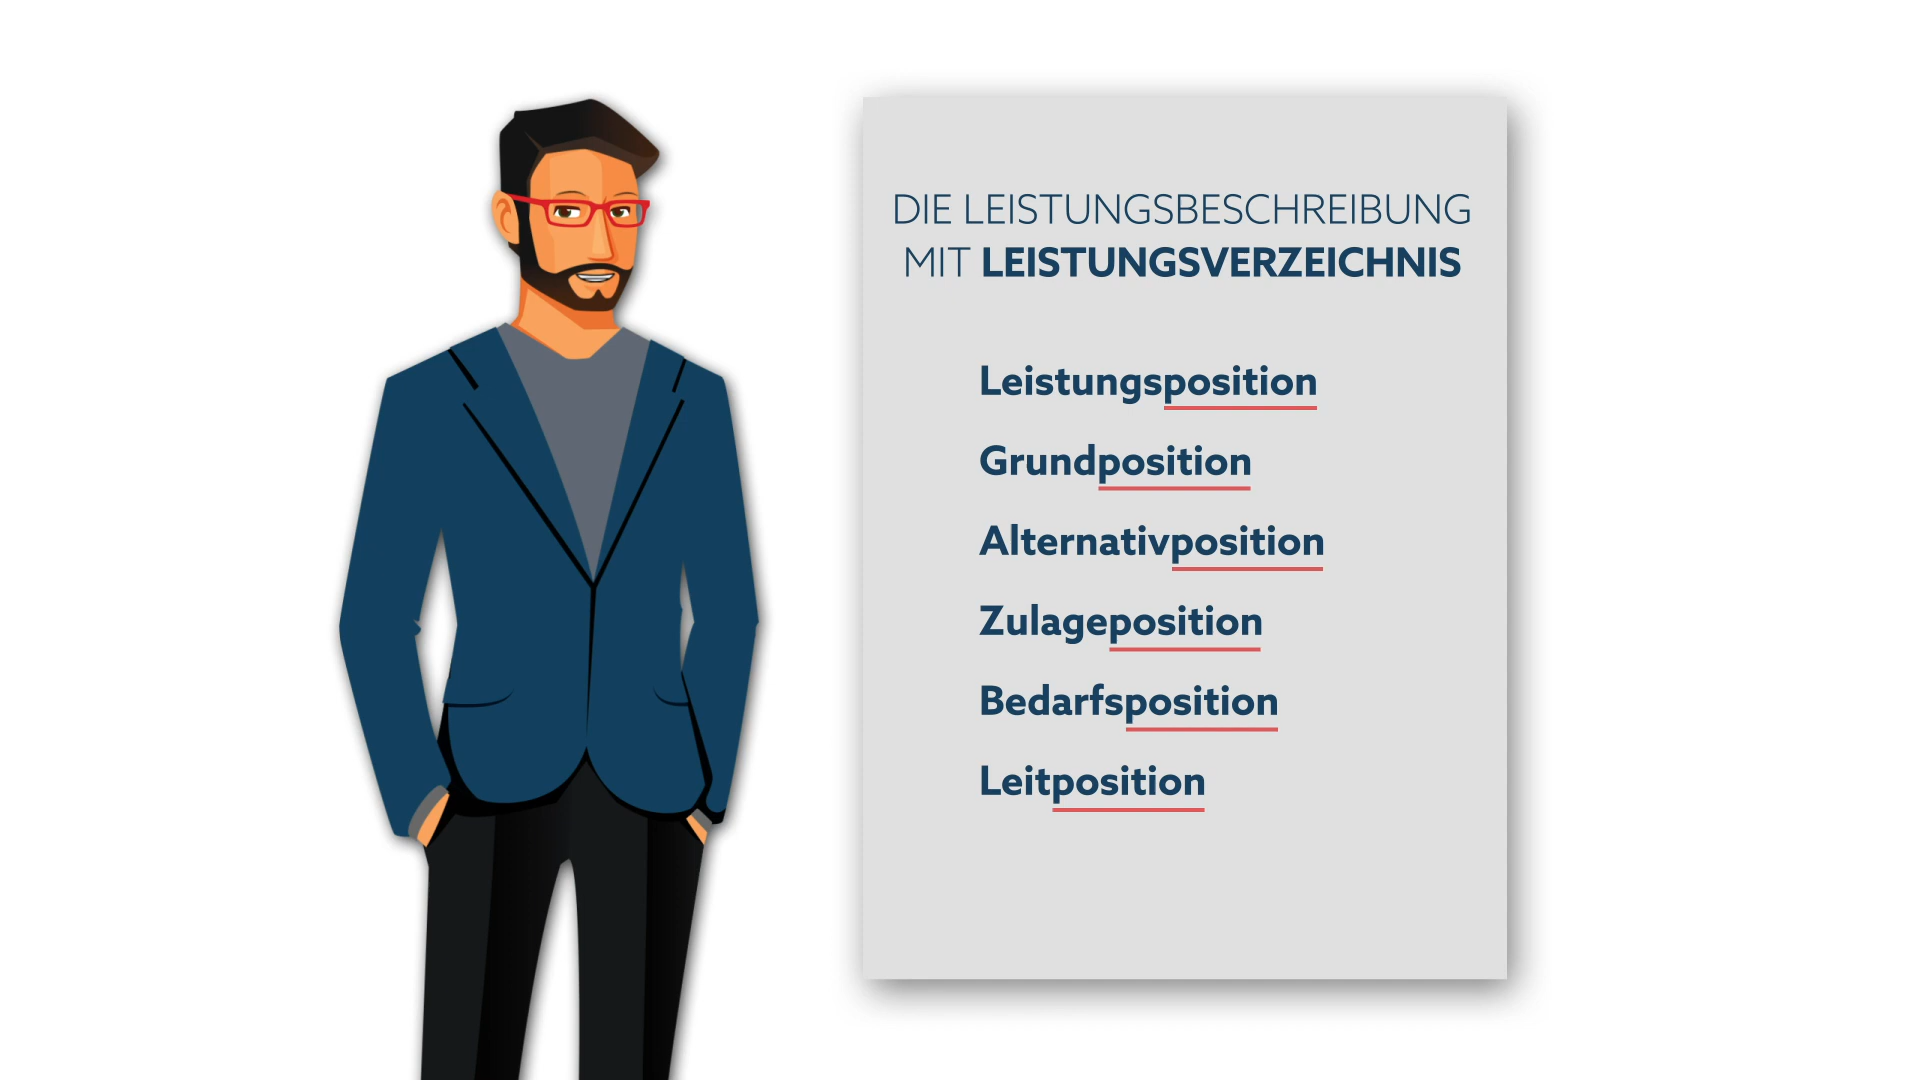 DIE LEISTUNGSBESCHREIBUNG
MIT LEISTUNGSVERZEICHNIS
Leistungsposition
Grundposition
Alternativposition
Zulageposition
Bedarfsposition
Leitposition